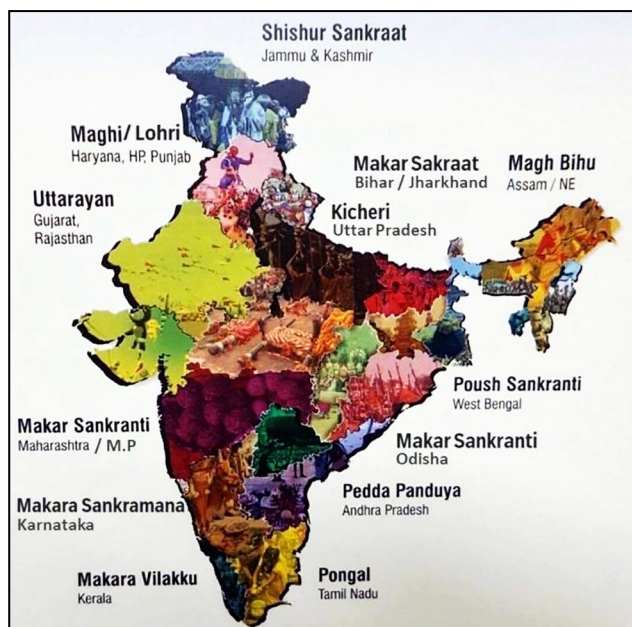 Shishur Sankraat
Jammu & Kashmir
Maghi/ Lohri
Haryana, HP, Punjab
Makar Sakraat
Bihar / Jharkhand
Magh Bihu
Assam / NE
Uttarayan
Gujarat,
Rajasthan
Kicheri
Uttar Pradesh
Poush Sankranti
West Bengal
Makar Sankranti
Maharashtra / M.P
Makar Sankranti
Odisha
Makara Sankramana
Karnataka
Pedda Panduya
Andhra Pradesh
Makara Vilakku
Kerala
Pongal
Tamil Nadu